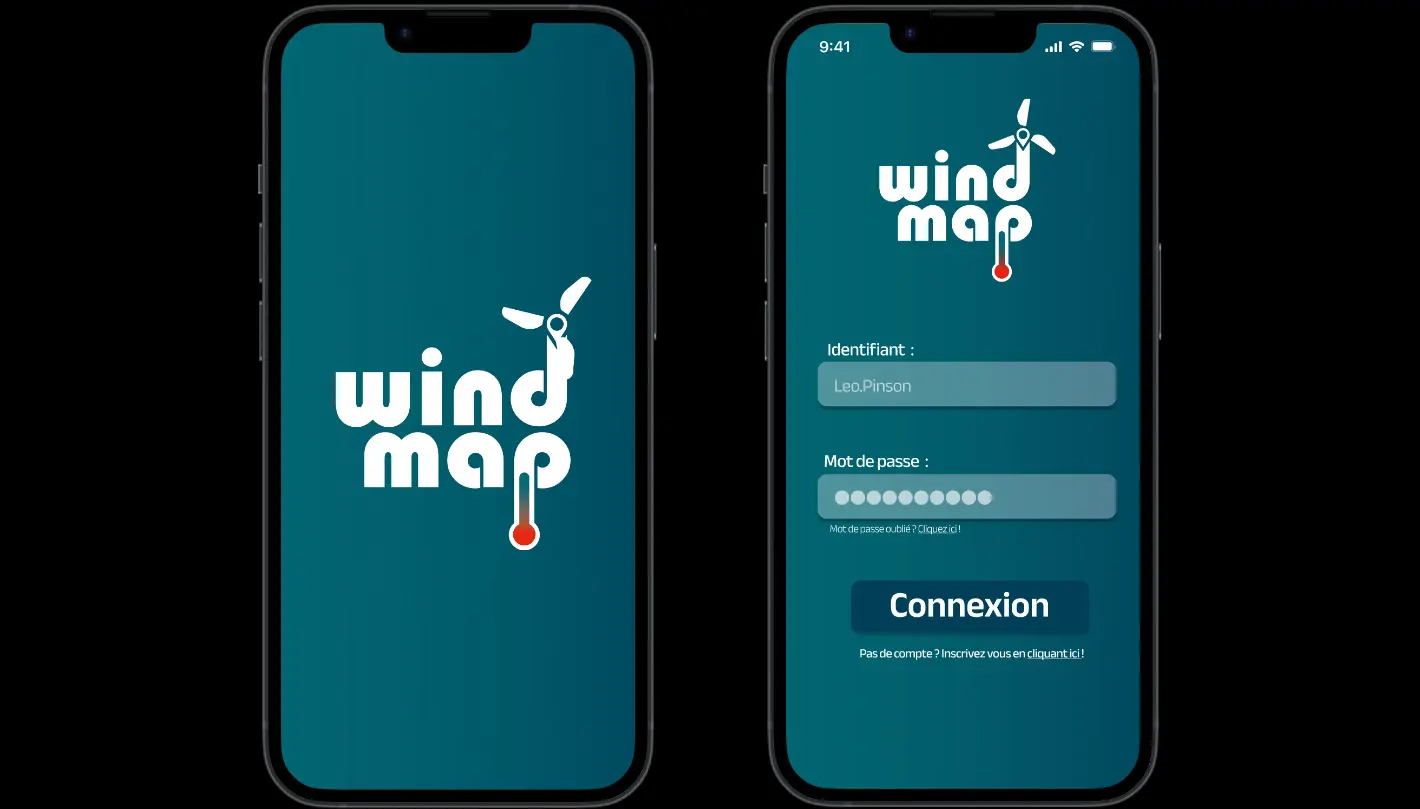 wind
map
9:41
wind
map
Identifiant :
Leo.Pinson
Mot de passe :
Mot de passe oublié ? Cliquez ici !
Connexion
Pas de compte ? Inscrivez vous en cliquant ici !